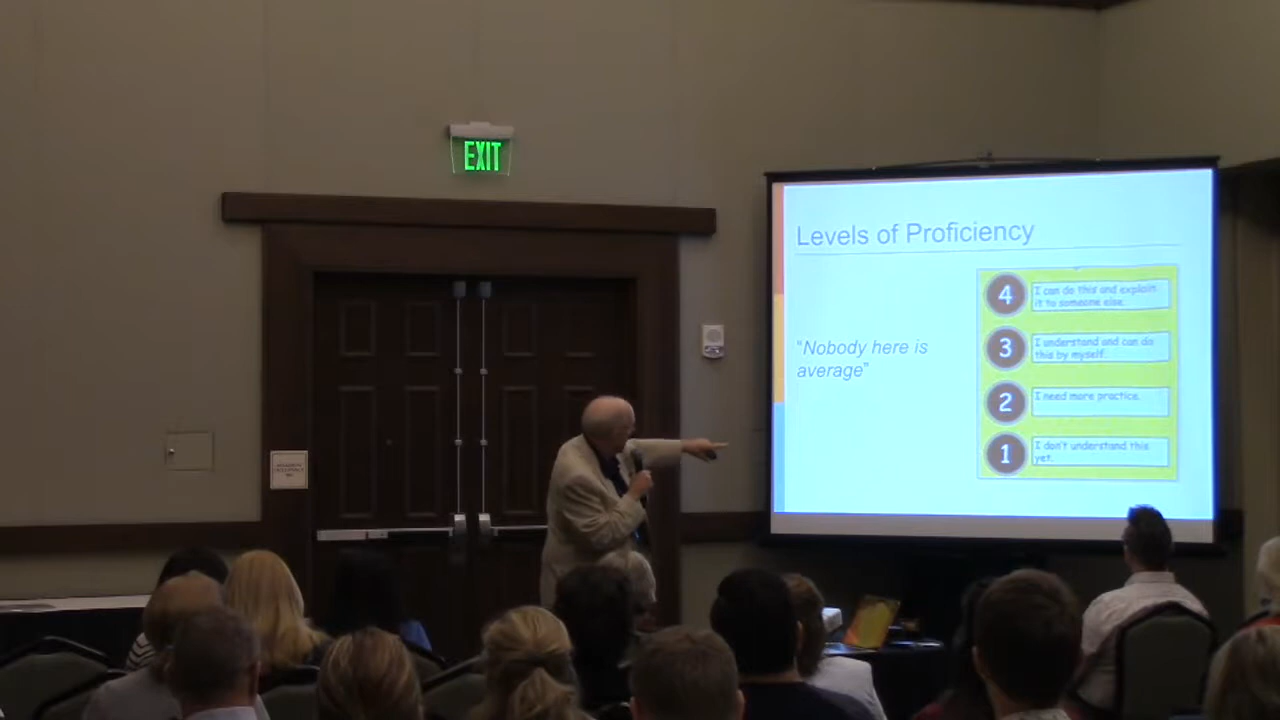 EXIT
Levels of Proficiency
"Nobody here is
average"
4
I can do this and explain
it to someone else.
3
I understand and can do
this by myself.
2
I need more practice.
1
I don't understand this
yet.